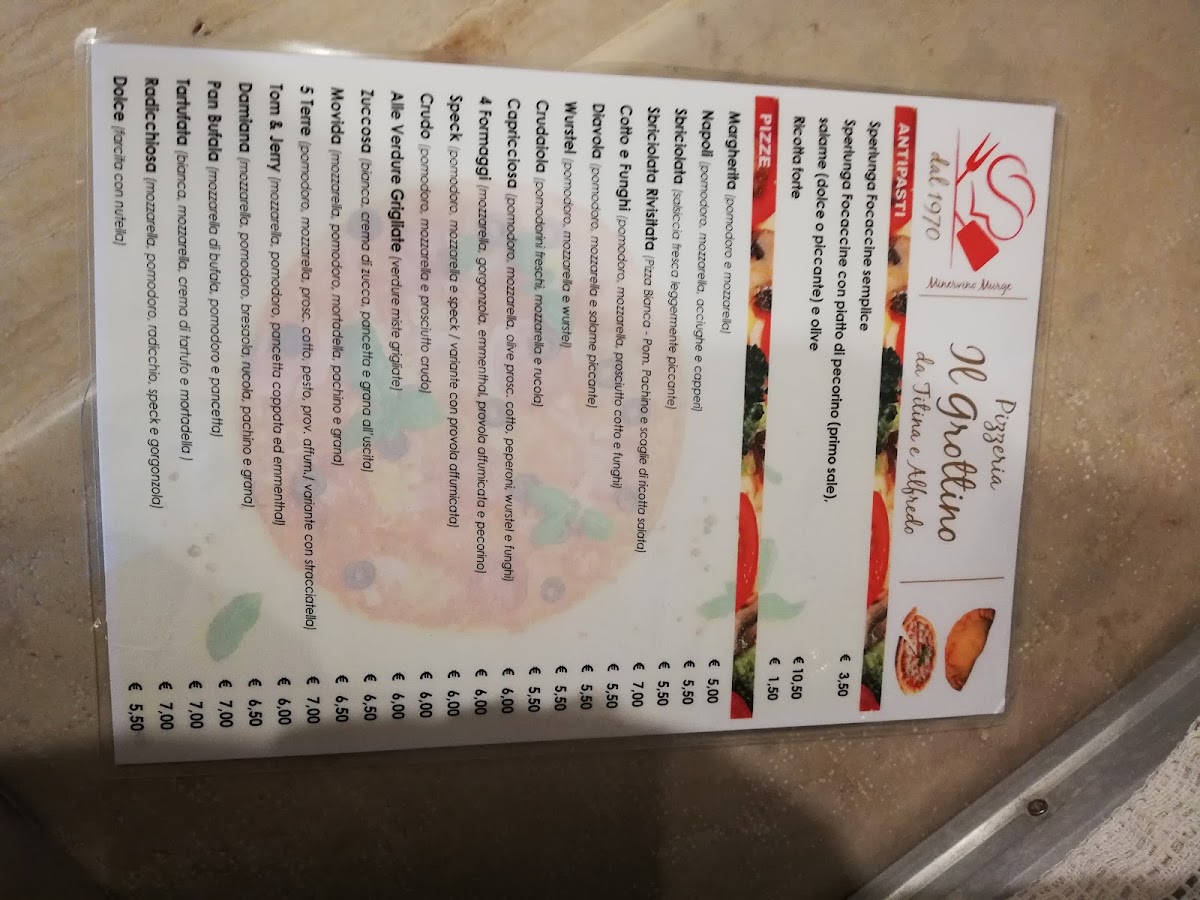 dal 1970
Minervino Murge
Pizzeria
Il Grottino
da Titina e Alfredo
ANTIPASTI
Sperlunga Focaccine semplice € 3,50
Sperlunga Focaccine con piatto di pecorino (primo sale),
salame (dolce o piccante) e olive € 10,50
Ricotta forte € 1,50
PIZZE
Margherita (pomodoro e mozzarella) € 5,00
Napoli (pomodoro, mozzarella, acciughe e capperi) € 5,50
Sbriciolata (salsiccia fresca leggermente piccante) € 5,50
Sbriciolata Rivisitata (Pizza Bianca - Pom. Pachino e scaglie di ricotta salata) € 7,00
Cotto e Funghi (pomodoro, mozzarella, prosciutto cotto e funghi) € 5,50
Diavola (pomodoro, mozzarella e salame piccante) € 5,50
Wurstel (pomodoro, mozzarella e wurstel) € 5,50
Crudaiola (pomodorini freschi, mozzarella e rucola) € 5,50
Capricciosa (pomodoro, mozzarella, olive prosc. cotto, peperoni, wurstel e funghi) € 6,00
4 Formaggi (mozzarella, gorgonzola, emmenthal, provola affumicata e pecorino) € 6,00
Speck (pomodoro, mozzarella e speck / variante con provola affumicata) € 6,00
Crudo (pomodoro, mozzarella e prosciutto crudo) € 6,00
Alle Verdure Grigliate (verdure miste grigliate) € 6,00
Zuccosa (bianca, crema di zucca, pancetta e grana all'uscita) € 6,50
Movida (mozzarella, pomodoro, mortadella, pachino e grana) € 6,50
5 Terre (pomodoro, mozzarella, prosc. cotto, pesto, prov. affum./ variante con stracciatella) € 7,00
Tom & Jerry (mozzarella, pomodoro, pancetta coppata ed emmenthal) € 6,00
Damiana (mozzarella, pomodoro, bresaola, rucola, pachino e grana) € 6,50
Pan Bufala (mozzarella di bufala, pomodoro e pancetta) € 7,00
Tartufata (bianca, mozzarella, crema di tartufo e mortadella ) € 7,00
Radicchiosa (mozzarella, pomodoro, radicchio, speck e gorgonzola) € 7,00
Dolce (farcita con nutella) € 5,50